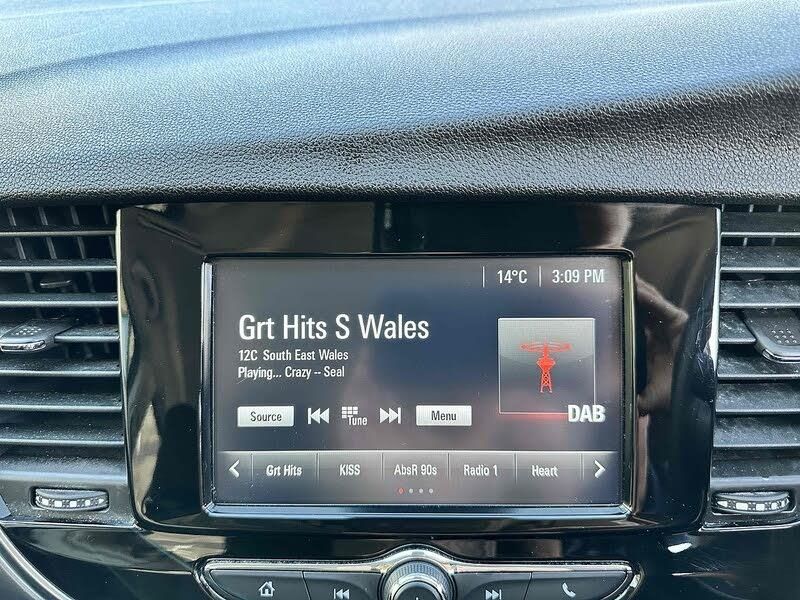 14°C 3:09 PM
Grt Hits S Wales
12C South East Wales
Playing... Crazy -- Seal
DAB
Source Tune Menu
Grt Hits KISS AbsR 90s Radio 1 Heart